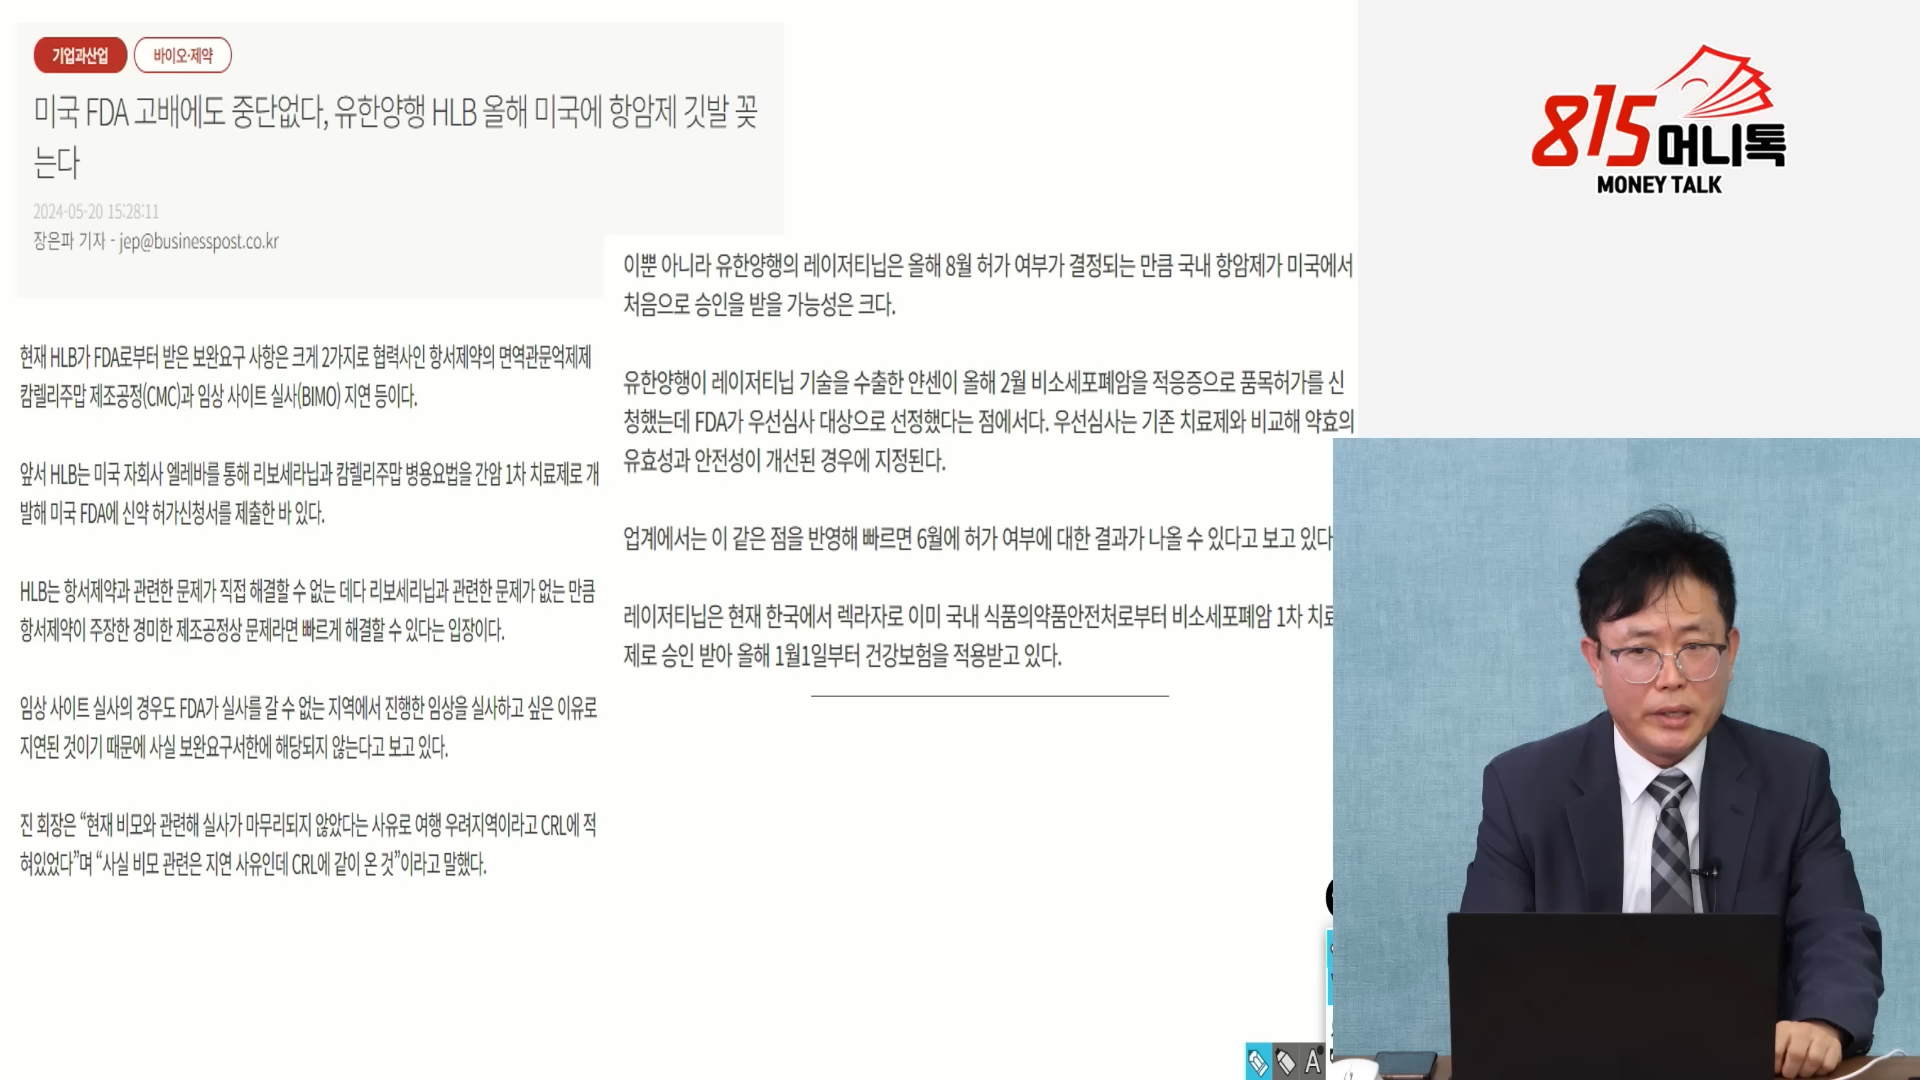 기업과산업
바이오·제약
미국 FDA 고배에도 중단없다, 유한양행 HLB 올해 미국에 항암제 깃발 꽂
는다
2024-05-20 15:28:11
장은파 기자 - jep@businesspost.co.kr
현재 HLB가 FDA로부터 받은 보완요구 사항은 크게 2가지로 협력사인 항서제약의 면역관문억제제
캄렐리주맙 제조공정(CMC)과 임상 사이트 실사(BIMO) 지연 등이다.
앞서 HLB는 미국 자회사 엘레바를 통해 리보세라닙과 캄렐리주맙 병용요법을 간암 1차 치료제로 개
발해 미국 FDA에 신약 허가신청서를 제출한 바 있다.
HLB는 항서제약과 관련한 문제가 직접 해결할 수 없는 데다 리보세리닙과 관련한 문제가 없는 만큼
항서제약이 주장한 경미한 제조공정상 문제라면 빠르게 해결할 수 있다는 입장이다.
임상 사이트 실사의 경우도 FDA가 실사를 갈 수 없는 지역에서 진행한 임상을 실사하고 싶은 이유로
지연된 것이기 때문에 사실 보완요구서한에 해당되지 않는다고 보고 있다.
진 회장은 “현재 비모와 관련해 실사가 마무리되지 않았다는 사유로 여행 우려지역이라고 CRL에 적
혀있었다”며 “사실 비모 관련은 지연 사유인데 CRL에 같이 온 것”이라고 말했다.
이뿐 아니라 유한양행의 레이저티닙은 올해 8월 허가 여부가 결정되는 만큼 국내 항암제가 미국에서
처음으로 승인을 받을 가능성은 크다.
유한양행이 레이저티닙 기술을 수출한 얀센이 올해 2월 비소세포폐암을 적응증으로 품목허가를 신
청했는데 FDA가 우선심사 대상으로 선정했다는 점에서다. 우선심사는 기존 치료제와 비교해 약효의
유효성과 안전성이 개선된 경우에 지정된다.
업계에서는 이 같은 점을 반영해 빠르면 6월에 허가 여부에 대한 결과가 나올 수 있다고 보고 있다
레이저티닙은 현재 한국에서 렉라자로 이미 국내 식품의약품안전처로부터 비소세포폐암 1차 치료
제로 승인 받아 올해 1월1일부터 건강보험을 적용받고 있다.
815머니톡
MONEY TALK
A